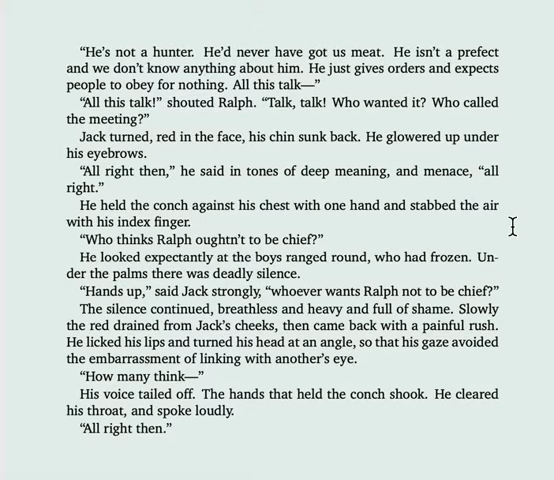 “He’s not a hunter. He’d never have got us meat. He isn’t a prefect
and we don’t know anything about him. He just gives orders and expects
people to obey for nothing. All this talk—”
“All this talk!” shouted Ralph. “Talk, talk! Who wanted it? Who called
the meeting?”
Jack turned, red in the face, his chin sunk back. He glowered up under
his eyebrows.
“All right then,” he said in tones of deep meaning, and menace, “all
right.”
He held the conch against his chest with one hand and stabbed the air
with his index finger.
“Who thinks Ralph oughtn’t to be chief?”
He looked expectantly at the boys ranged round, who had frozen. Un-
der the palms there was deadly silence.
“Hands up,” said Jack strongly, “whoever wants Ralph not to be chief?”
The silence continued, breathless and heavy and full of shame. Slowly
the red drained from Jack’s cheeks, then came back with a painful rush.
He licked his lips and turned his head at an angle, so that his gaze avoided
the embarrassment of linking with another’s eye.
“How many think—”
His voice tailed off. The hands that held the conch shook. He cleared
his throat, and spoke loudly.
“All right then.”